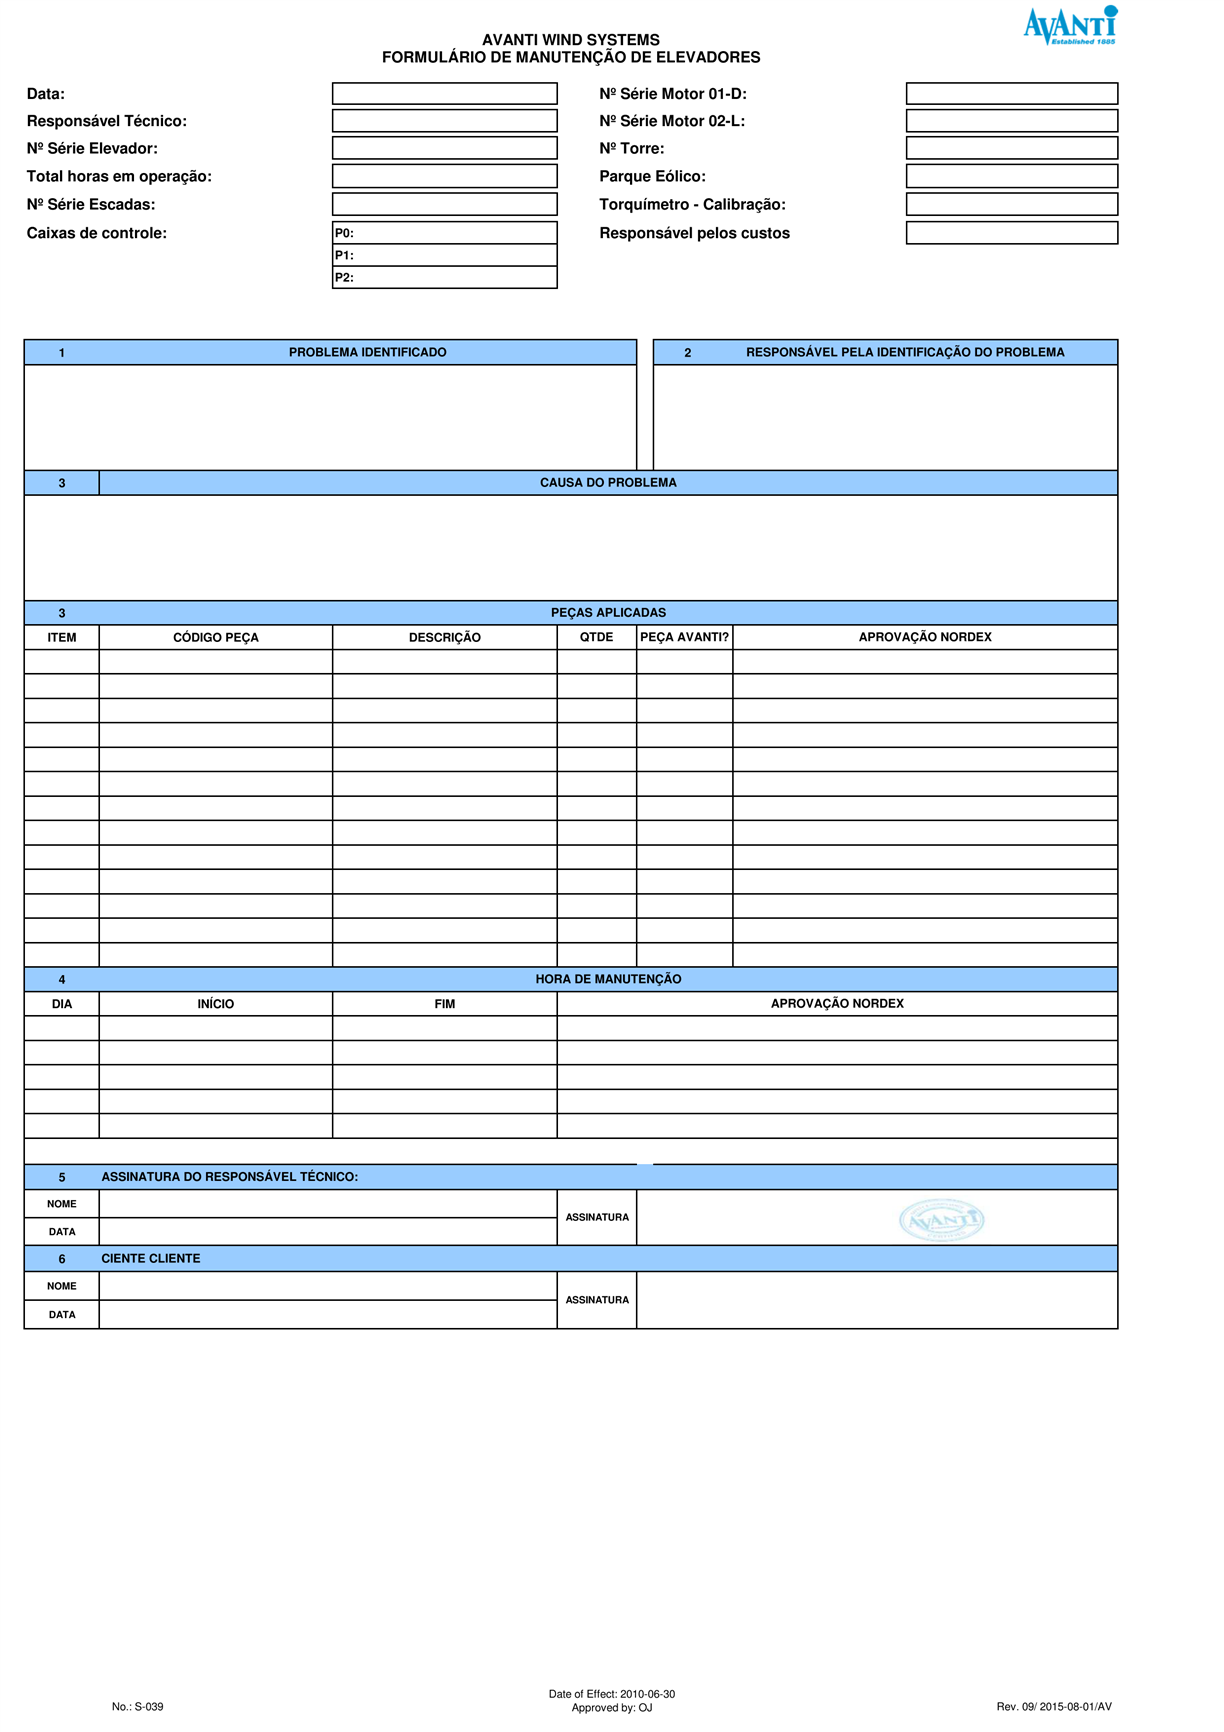 AVANTI
Established 1885
AVANTI WIND SYSTEMS
FORMULÁRIO DE MANUTENÇÃO DE ELEVADORES
Data:
Nº Série Motor 01-D:
Responsável Técnico:
Nº Série Motor 02-L:
Nº Série Elevador:
Nº Torre:
Total horas em operação:
Parque Eólico:
Nº Série Escadas:
Torquímetro - Calibração:
Caixas de controle:
P0:
Responsável pelos custos
P1:
P2:
1 PROBLEMA IDENTIFICADO
2 RESPONSÁVEL PELA IDENTIFICAÇÃO DO PROBLEMA
3 CAUSA DO PROBLEMA
3 PEÇAS APLICADAS
ITEM CÓDIGO PEÇA DESCRIÇÃO QTDE PEÇA AVANTI? APROVAÇÃO NORDEX
4 HORA DE MANUTENÇÃO
DIA INÍCIO FIM APROVAÇÃO NORDEX
5 ASSINATURA DO RESPONSÁVEL TÉCNICO:
NOME
ASSINATURA
AVANTI
DATA
6 CIENTE CLIENTE
NOME
ASSINATURA
DATA
Date of Effect: 2010-06-30
No.: S-039
Approved by: OJ
Rev. 09/ 2015-08-01/AV